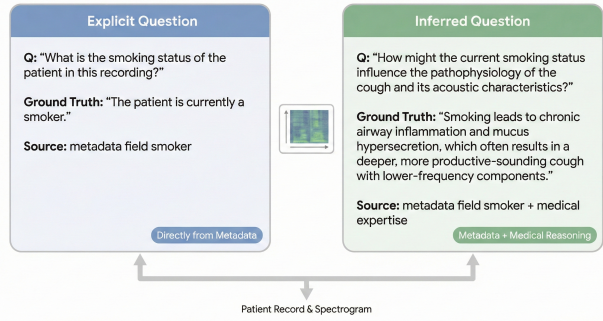 Explicit Question
Q: “What is the smoking status of the
patient in this recording?”
Ground Truth: “The patient is currently a
smoker.”
Source: metadata field smoker
Directly from Metadata
Inferred Question
Q: “How might the current smoking status
influence the pathophysiology of the
cough and its acoustic characteristics?”
Ground Truth: “Smoking leads to chronic
airway inflammation and mucus
hypersecretion, which often results in a
deeper, more productive-sounding cough
with lower-frequency components.”
Source: metadata field smoker + medical
expertise
Metadata + Medical Reasoning
Patient Record & Spectrogram